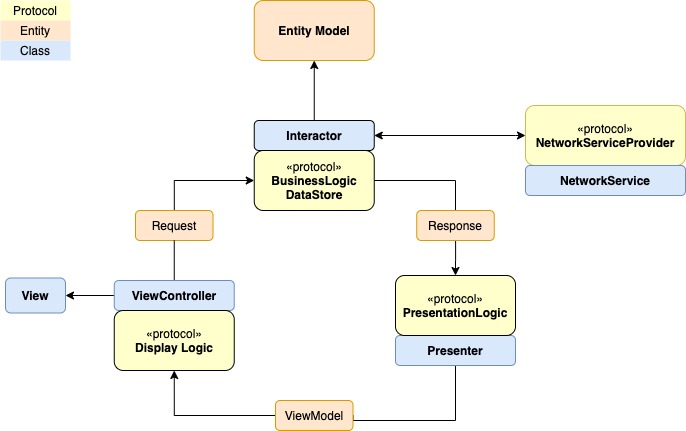 Protocol
Entity
Class
Entity Model
Interactor
«protocol»
BusinessLogic
DataStore
«protocol»
NetworkServiceProvider
NetworkService
Request
Response
View
ViewController
«protocol»
Display Logic
«protocol»
PresentationLogic
Presenter
ViewModel